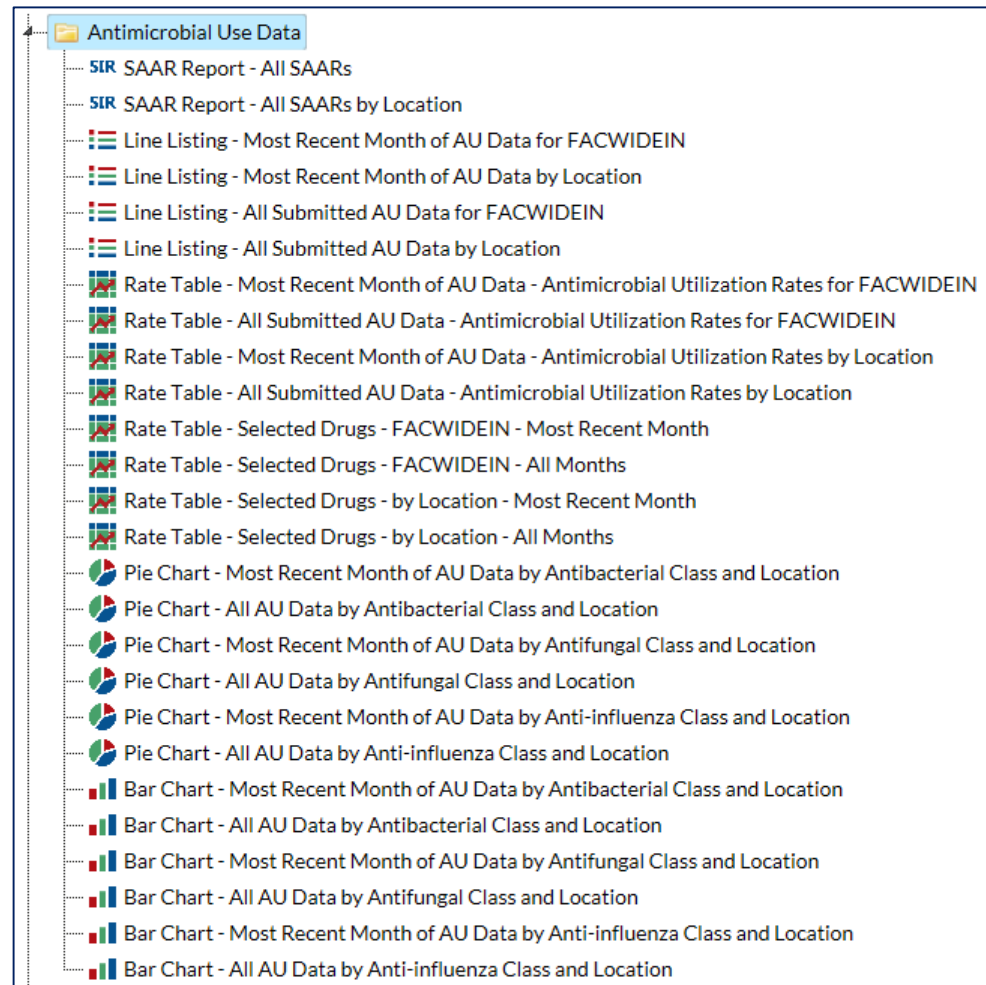 Antimicrobial Use Data
SIR SAAR Report - All SAARs
SIR SAAR Report - All SAARs by Location
Line Listing - Most Recent Month of AU Data for FACWIDEIN
Line Listing - Most Recent Month of AU Data by Location
Line Listing - All Submitted AU Data for FACWIDEIN
Line Listing - All Submitted AU Data by Location
Rate Table - Most Recent Month of AU Data - Antimicrobial Utilization Rates for FACWIDEIN
Rate Table - All Submitted AU Data - Antimicrobial Utilization Rates for FACWIDEIN
Rate Table - Most Recent Month of AU Data - Antimicrobial Utilization Rates by Location
Rate Table - All Submitted AU Data - Antimicrobial Utilization Rates by Location
Rate Table - Selected Drugs - FACWIDEIN - Most Recent Month
Rate Table - Selected Drugs - FACWIDEIN - All Months
Rate Table - Selected Drugs - by Location - Most Recent Month
Rate Table - Selected Drugs - by Location - All Months
Pie Chart - Most Recent Month of AU Data by Antibacterial Class and Location
Pie Chart - All AU Data by Antibacterial Class and Location
Pie Chart - Most Recent Month of AU Data by Antifungal Class and Location
Pie Chart - All AU Data by Antifungal Class and Location
Pie Chart - Most Recent Month of AU Data by Anti-influenza Class and Location
Pie Chart - All AU Data by Anti-influenza Class and Location
Bar Chart - Most Recent Month of AU Data by Antibacterial Class and Location
Bar Chart - All AU Data by Antibacterial Class and Location
Bar Chart - Most Recent Month of AU Data by Antifungal Class and Location
Bar Chart - All AU Data by Antifungal Class and Location
Bar Chart - Most Recent Month of AU Data by Anti-influenza Class and Location
Bar Chart - All AU Data by Anti-influenza Class and Location